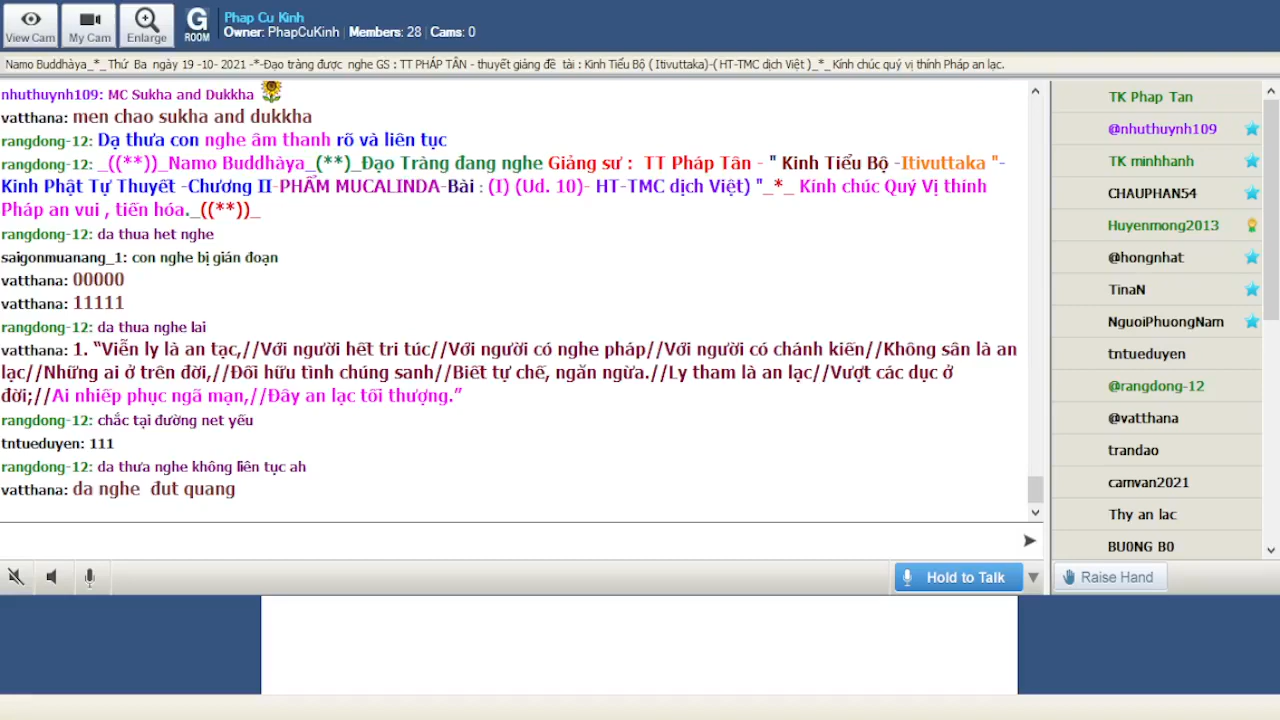 View Cam
My Cam
Enlarge
G
ROOM
Phap Cu Kinh
Owner: PhapCuKinh | Members: 28 | Cams: 0
Namo Buddhàya_*_Thứ Ba ngày 19 -10- 2021 -*-Đạo tràng được nghe GS : TT PHÁP TÂN - thuyết giảng đề tài : Kinh Tiểu Bộ ( Itivuttaka)-( HT-TMC dịch Việt )_*_ Kính chúc quý vị thính Pháp an lạc.
nhuthuynh109: MC Sukha and Dukkha
vatthana: men chao sukha and dukkha
rangdong-12: Dạ thưa con nghe âm thanh rõ và liên tục
rangdong-12: _((**))_Namo Buddhàya_(**)_Đạo Tràng đang nghe Giảng sư : TT Pháp Tân - " Kinh Tiểu Bộ -Itivuttaka "-
Kinh Phật Tự Thuyết -Chương II-PHẨM MUCALINDA-Bài : (I) (Ud. 10)- HT-TMC dịch Việt) "_*_ Kính chúc Quý Vị thính
Pháp an vui , tiến hóa._((**))_
rangdong-12: da thua het nghe
saigonmuanang_1: con nghe bị gián đoạn
vatthana: 00000
vatthana: 11111
rangdong-12: da thua nghe lai
vatthana: 1. “Viễn ly là an tạc,//Với người hết tri túc//Với người có nghe pháp//Với người có chánh kiến//Không sân là an
lạc//Những ai ở trên đời,//Đối hữu tình chúng sanh//Biết tự chế, ngăn ngừa.//Ly tham là an lạc//Vượt các dục ở
đời;//Ai nhiếp phục ngã mạn,//Đây an lạc tối thượng.”
rangdong-12: chắc tại đường net yếu
tntueduyen: 111
rangdong-12: da thưa nghe không liên tục ah
vatthana: da nghe đut quang
TK Phap Tan
@nhuthuynh109
TK minhhanh
CHAUPHAN54
Huyenmong2013
@hongnhat
TinaN
NguoiPhuongNam
tntueduyen
@rangdong-12
@vatthana
trandao
camvan2021
Thy an lac
BU0NG B0
Hold to Talk
Raise Hand